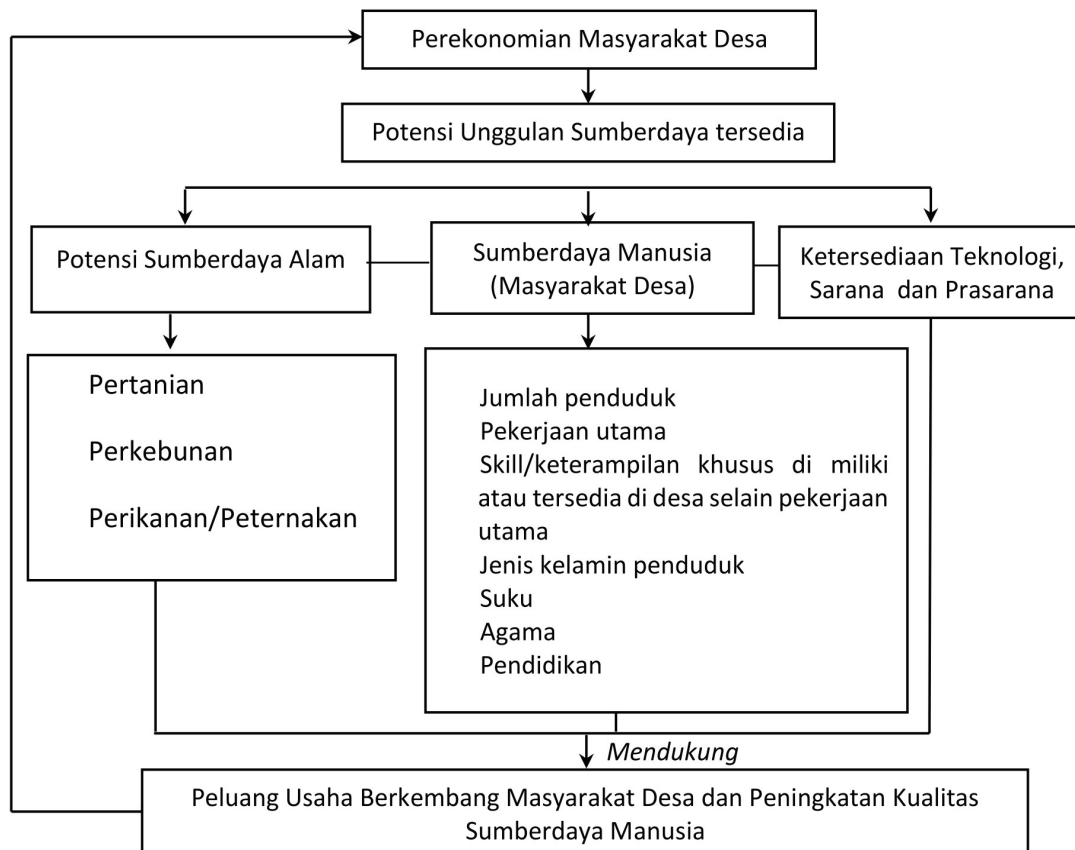 Perekonomian Masyarakat Desa
Potensi Unggulan Sumberdaya tersedia
Potensi Sumberdaya Alam
Sumberdaya Manusia
(Masyarakat Desa)
Ketersediaan Teknologi,
Sarana dan Prasarana
Pertanian
Perkebunan
Perikanan/Peternakan
Jumlah penduduk
Pekerjaan utama
Skill/keterampilan khusus di miliki
atau tersedia di desa selain pekerjaan
utama
Jenis kelamin penduduk
Suku
Agama
Pendidikan
Mendukung
Peluang Usaha Berkembang Masyarakat Desa dan Peningkatan Kualitas
Sumberdaya Manusia